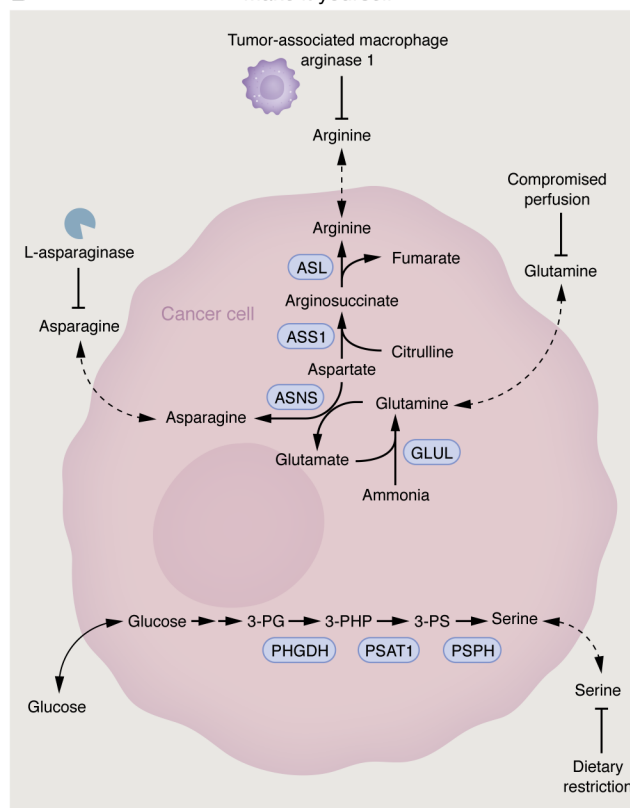 Tumor-associated macrophage
arginase 1
Arginine
Compromised
perfusion
L-asparaginase
Arginine
Glutamine
ASL
Fumarate
Arginosuccinate
Asparagine
Cancer cell
ASS1
Citrulline
Aspartate
ASNS
Asparagine
Glutamine
Glutamate
GLUL
Ammonia
Glucose
3-PG
3-PHP
3-PS
Serine
PHGDH
PSAT1
PSPH
Glucose
Serine
Dietary
restriction